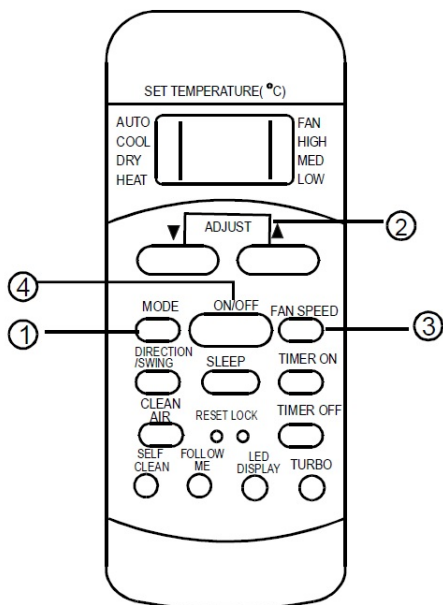 SET TEMPERATURE(°C)
AUTO
COOL
DRY
HEAT
FAN
HIGH
MED
LOW
▼ ADJUST ▲
②
④
MODE
ON/OFF
FAN SPEED
①
③
DIRECTION
/SWING
SLEEP
TIMER ON
CLEAN
AIR
RESET LOCK
TIMER OFF
SELF
CLEAN
FOLLOW
ME
LED
DISPLAY
TURBO